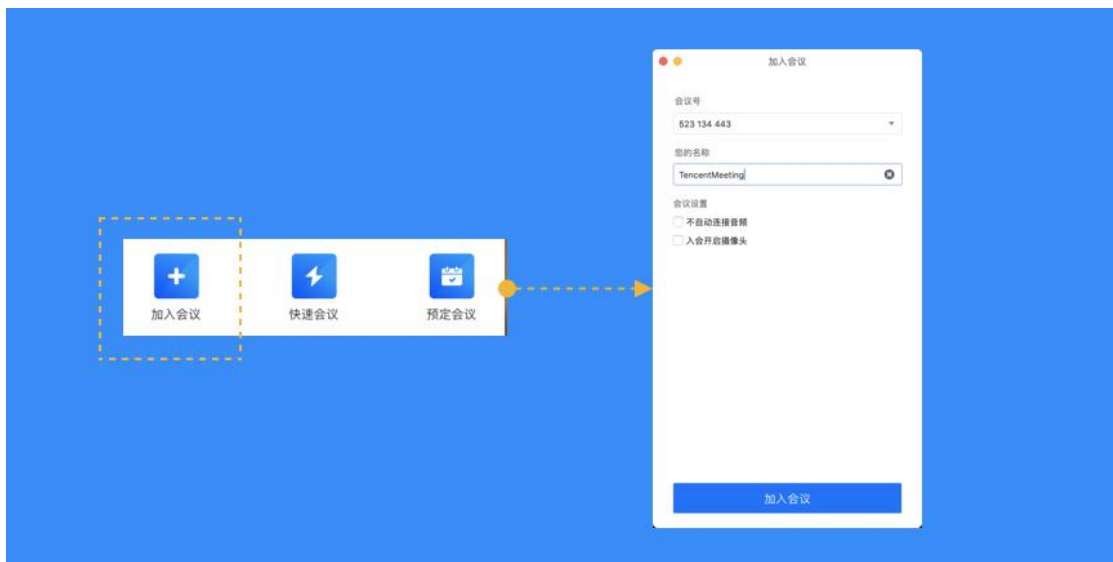 加入会议
快速会议
预定会议
加入会议
会议号
523 134 443
您的名称
TencentMeeting
会议设置
不自动连接音频
入会开启摄像头
加入会议